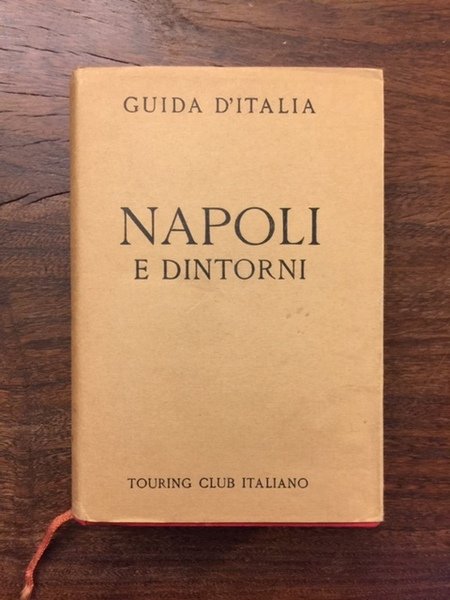 GUIDA D'ITALIA
NAPOLI
E DINTORNI
TOURING CLUB ITALIANO